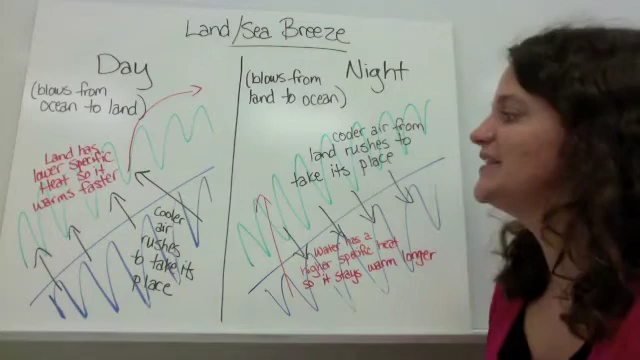 Land/Sea Breeze
Day
(blows from
ocean to land)
Land has
lower specific
Heat so it
warms faster
cooler
air
rushes
to take its
place
Night
(blows from
land to ocean)
cooler air from
land rushes to
take its place
Water has a
higher specific heat
so it stays warm longer